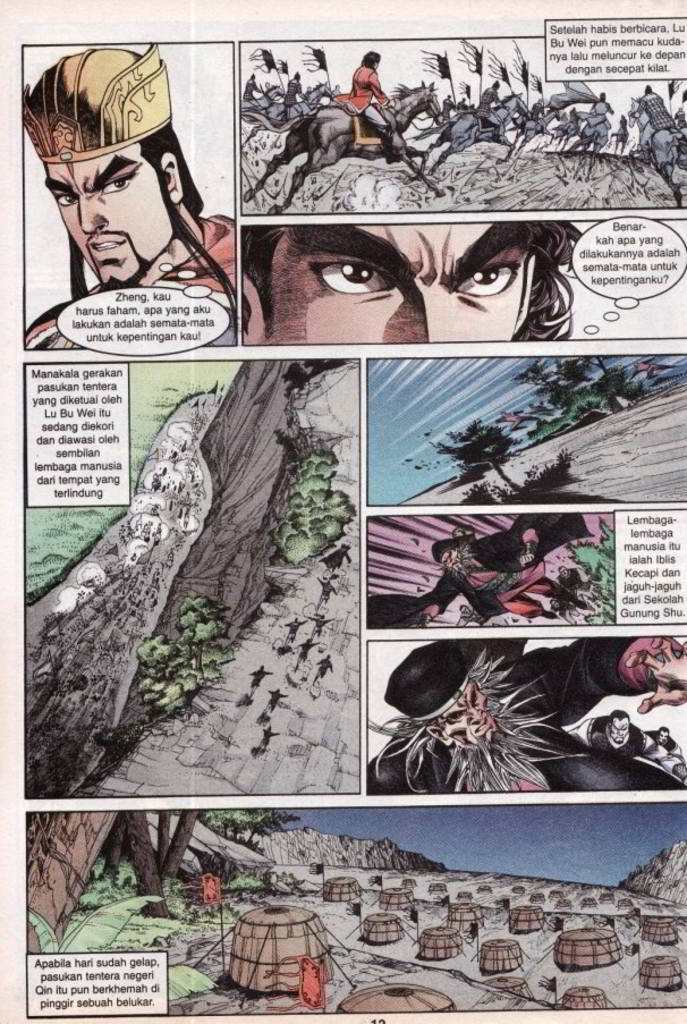 Setelah habis berbicara, Lu
Bu Wei pun memacu kuda-
nya lalu meluncur ke depan
dengan secepat kilat.
Zheng, kau
harus faham, apa yang aku
lakukan adalah semata-mata
untuk kepentingan kau!
Benar-
kah apa yang
dilakukannya adalah
semata-mata untuk
kepentinganku?
Manakala gerakan
pasukan tentera
yang diketuai oleh
Lu Bu Wei itu
sedang diekori
dan diawasi oleh
sembilan
lembaga manusia
dari tempat yang
terlindung
Lembaga-
lembaga
manusia itu
ialah Iblis
Kecapi dan
jaguh-jaguh
dari Sekolah
Gunung Shu.
Apabila hari sudah gelap,
pasukan tentera negeri
Qin itu pun berkhemah di
pinggir sebuah belukar.